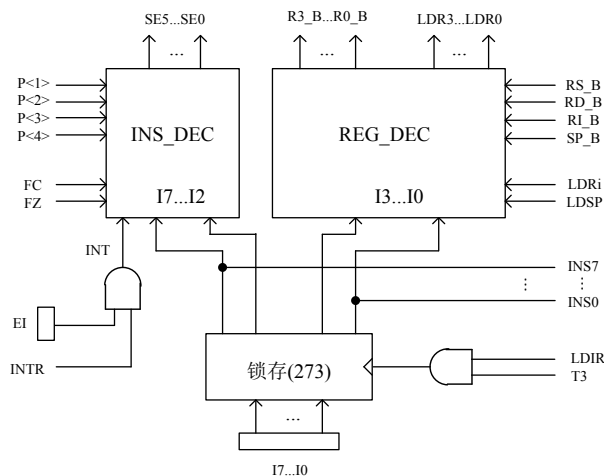 SE5...SE0
R3_B...R0_B
LDR3....LDR0
...
...
...
P<1>
P<2>
P<3>
P<4>
FC
FZ
INS_DEC
I7...I2
REG_DEC
I3...I0
RS_B
RD_B
RI_B
SP_B
LDRi
LDSP
INT
INS7
...
...
INS0
EI
INTR
锁存(273)
LDIR
T3
...
I7...I0